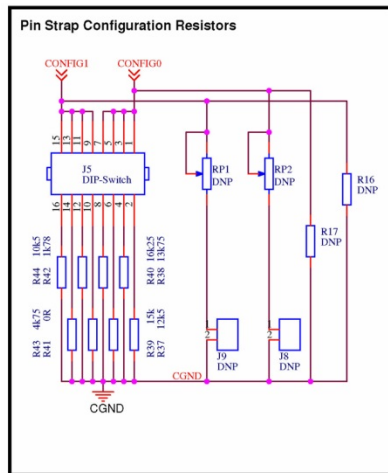 Pin Strap Configuration Resistors
CONFIG1
CONFIG0
15
13
11
9
7
5
3
1
J5
DIP-Switch
16
14
12
10
8
6
4
2
RP1
DNP
RP2
DNP
R16
DNP
R17
DNP
R44 10k5
R42 1k78
R40 16k25
R38 13k75
R43 4k75
R41 0R
R39 15k
R37 12k5
J9
DNP
J8
DNP
CGND
CGND